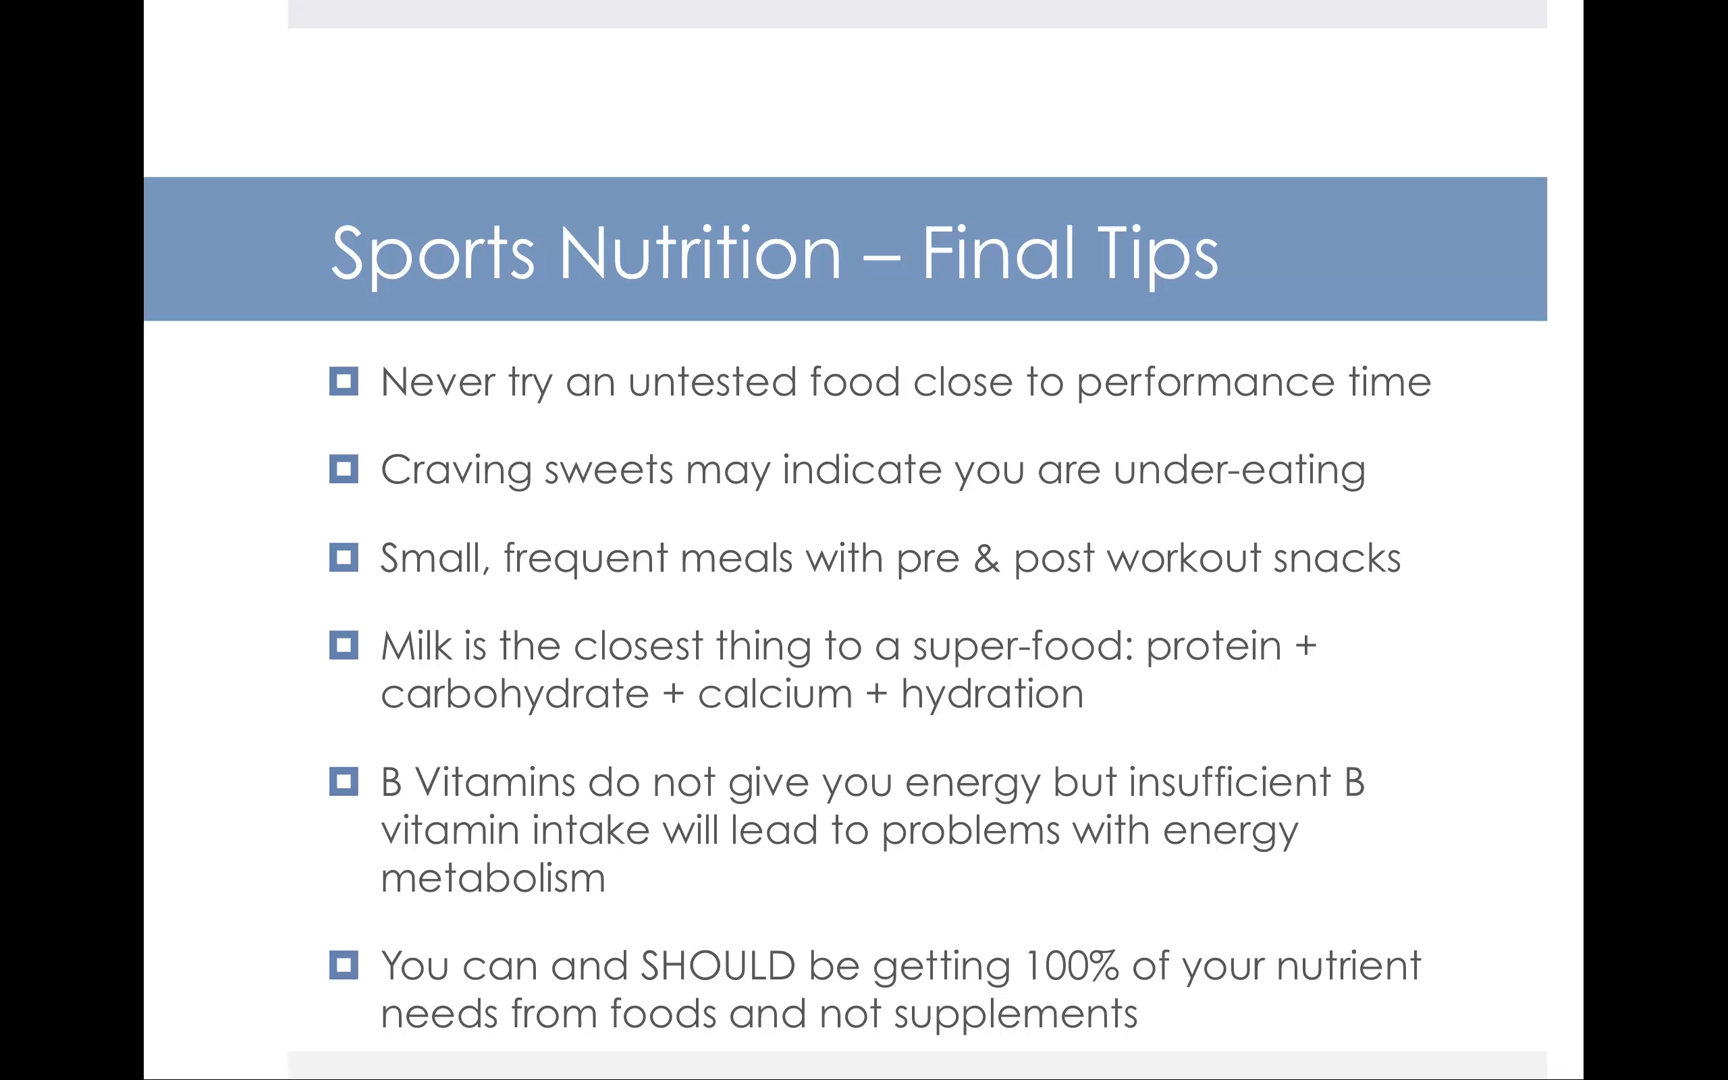 Sports Nutrition – Final Tips
Never try an untested food close to performance time
Craving sweets may indicate you are under-eating
Small, frequent meals with pre & post workout snacks
Milk is the closest thing to a super-food: protein +
carbohydrate + calcium + hydration
B Vitamins do not give you energy but insufficient B
vitamin intake will lead to problems with energy
metabolism
You can and SHOULD be getting 100% of your nutrient
needs from foods and not supplements